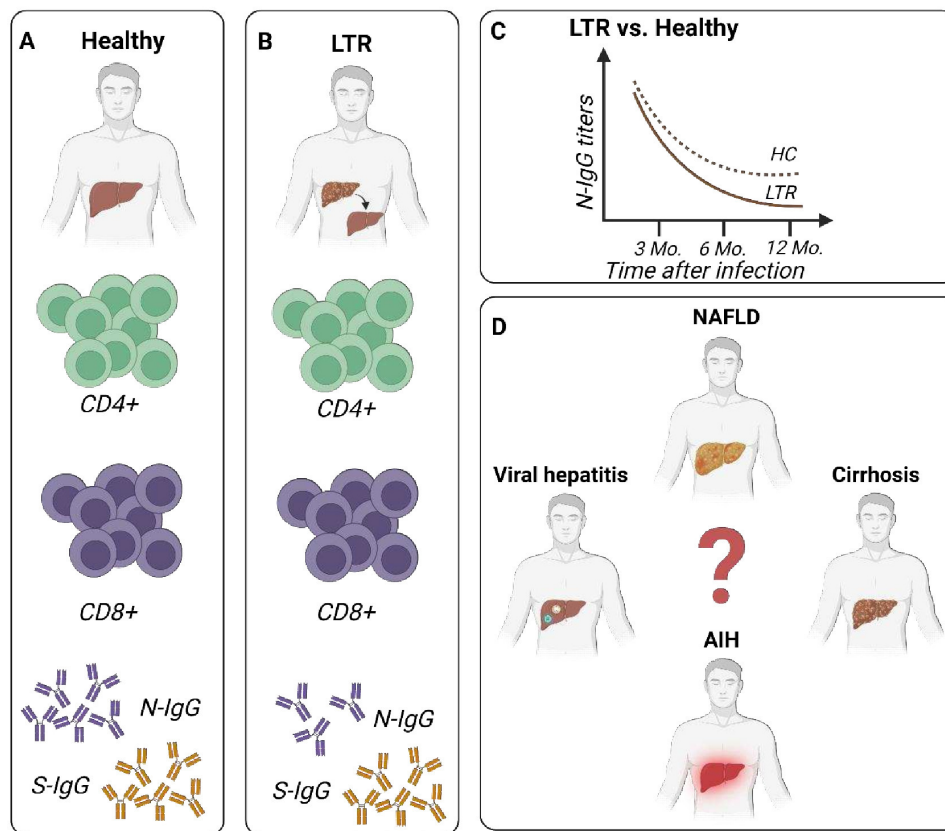 A
Healthy
CD4+
CD8+
N-IgG
S-IgG
B
LTR
CD4+
CD8+
N-IgG
S-IgG
C
LTR vs. Healthy
N-IgG titers
HC
LTR
3 Mo. 6 Mo. 12 Mo.
Time after infection
D
NAFLD
Viral hepatitis
Cirrhosis
?
AIH